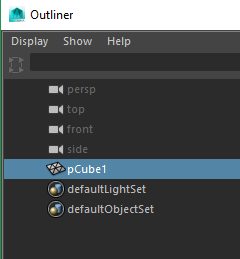 Outliner
Display Show Help
persp
top
front
side
pCube1
defaultLightSet
defaultObjectSet